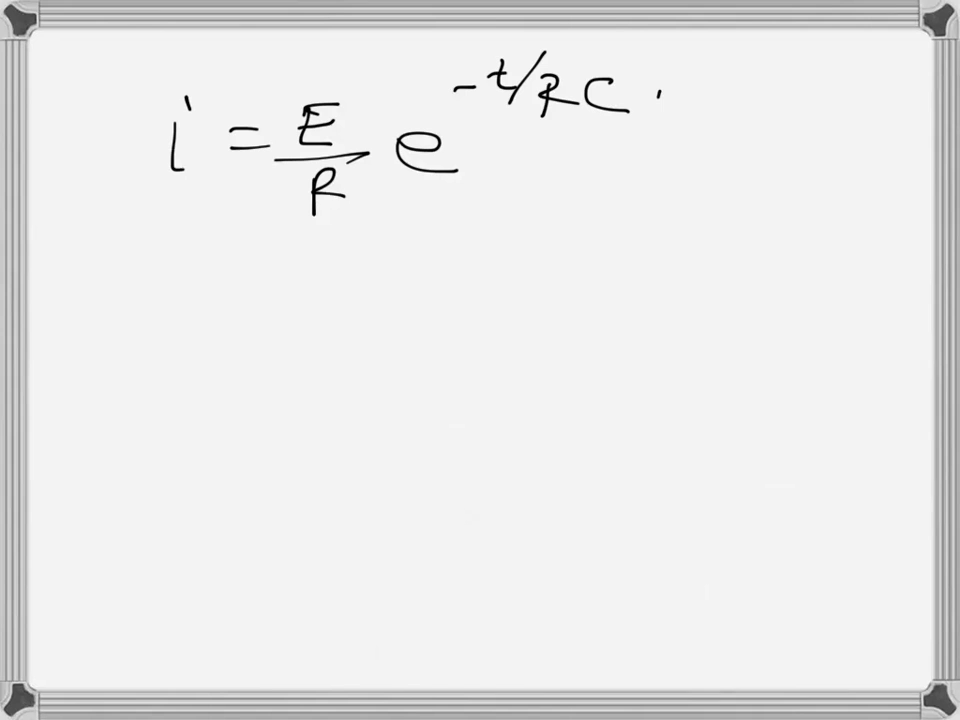 i = E/R e^{-t/RC}.